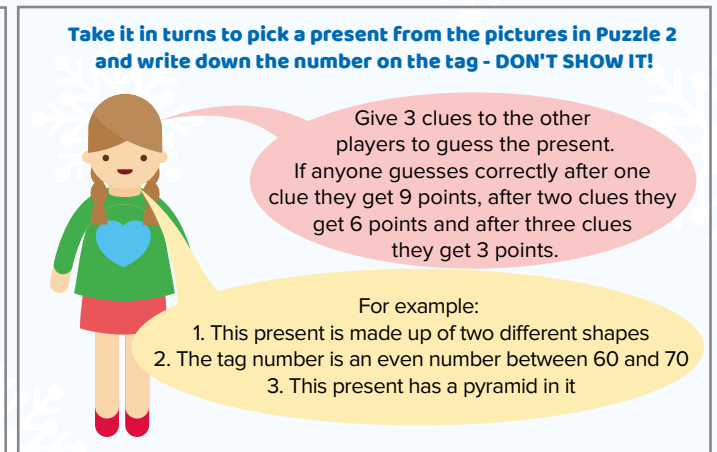 Take it in turns to pick a present from the pictures in Puzzle 2
and write down the number on the tag - DON'T SHOW IT!
Give 3 clues to the other
players to guess the present.
If anyone guesses correctly after one
clue they get 9 points, after two clues they
get 6 points and after three clues
they get 3 points.
For example:
1. This present is made up of two different shapes
2. The tag number is an even number between 60 and 70
3. This present has a pyramid in it